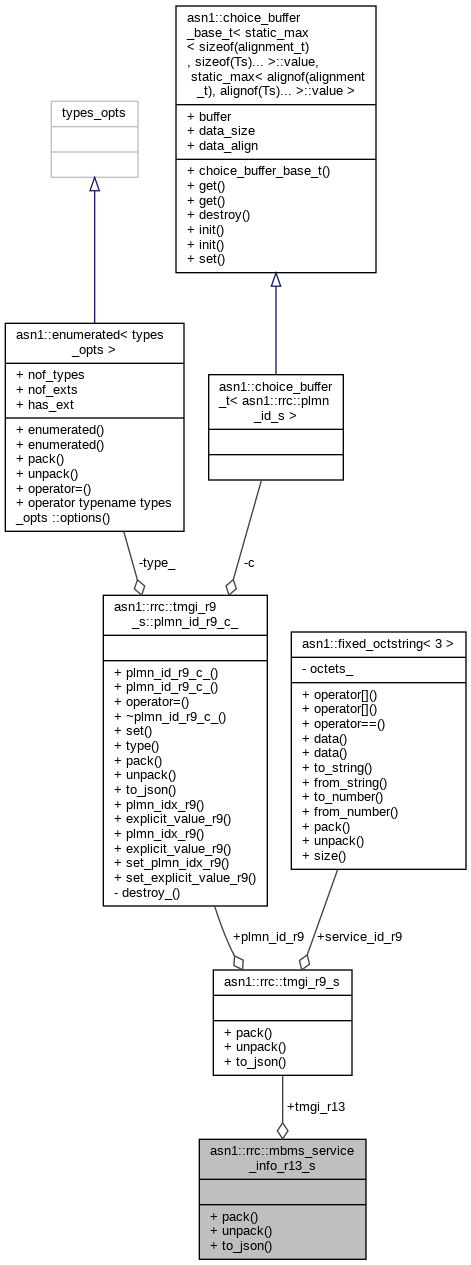 asn1::choice_buffer
_base_t< static_max
< sizeof(alignment_t)
, sizeof(Ts)... >::value,
static_max< alignof(alignment
_t), alignof(Ts)... >::value >
+ buffer
+ data_size
+ data_align
+ choice_buffer_base_t()
+ get()
+ get()
+ destroy()
+ init()
+ init()
+ set()
types_opts
asn1::enumerated< types
_opts >
+ nof_types
+ nof_exts
+ has_ext
+ enumerated()
+ enumerated()
+ pack()
+ unpack()
+ operator=()
+ operator typename types
_opts ::options()
asn1::choice_buffer
_t< asn1::rrc::plmn
_id_s >
-type_
-c
asn1::rrc::tmgi_r9
_s::plmn_id_r9_c_
+ plmn_id_r9_c_()
+ plmn_id_r9_c_()
+ operator=()
+ ~plmn_id_r9_c_()
+ set()
+ type()
+ pack()
+ unpack()
+ to_json()
+ plmn_idx_r9()
+ explicit_value_r9()
+ plmn_idx_r9()
+ explicit_value_r9()
+ set_plmn_idx_r9()
+ set_explicit_value_r9()
- destroy_()
asn1::fixed_octstring< 3 >
- octets_
+ operator[]()
+ operator[]()
+ operator==()
+ data()
+ data()
+ to_string()
+ from_string()
+ to_number()
+ from_number()
+ pack()
+ unpack()
+ size()
+plmn_id_r9
+service_id_r9
asn1::rrc::tmgi_r9_s
+ pack()
+ unpack()
+ to_json()
+tmgi_r13
asn1::rrc::mbms_service
_info_r13_s
+ pack()
+ unpack()
+ to_json()